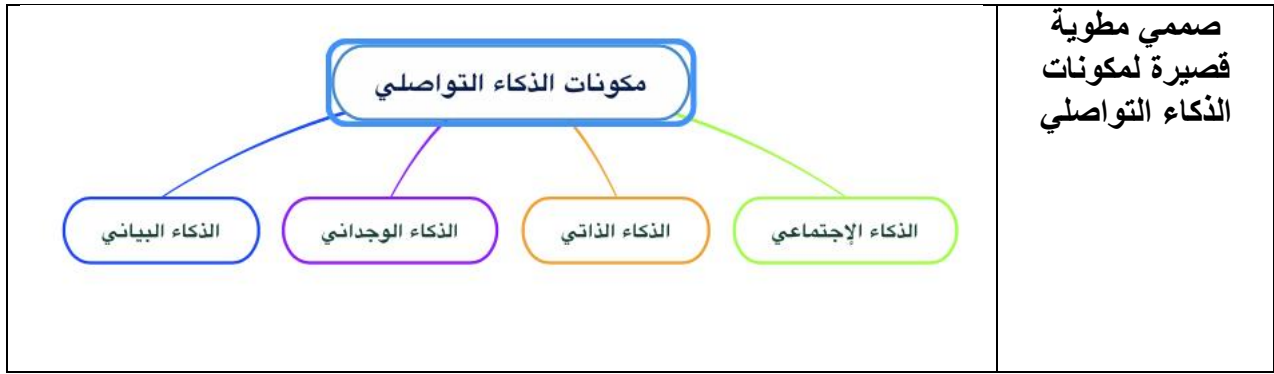 صممي مطوية
قصيرة لمكونات
الذكاء التواصلي
مكونات الذكاء التواصلي
الذكاء الإجتماعي
الذكاء الذاتي
الذكاء الوجداني
الذكاء البياني